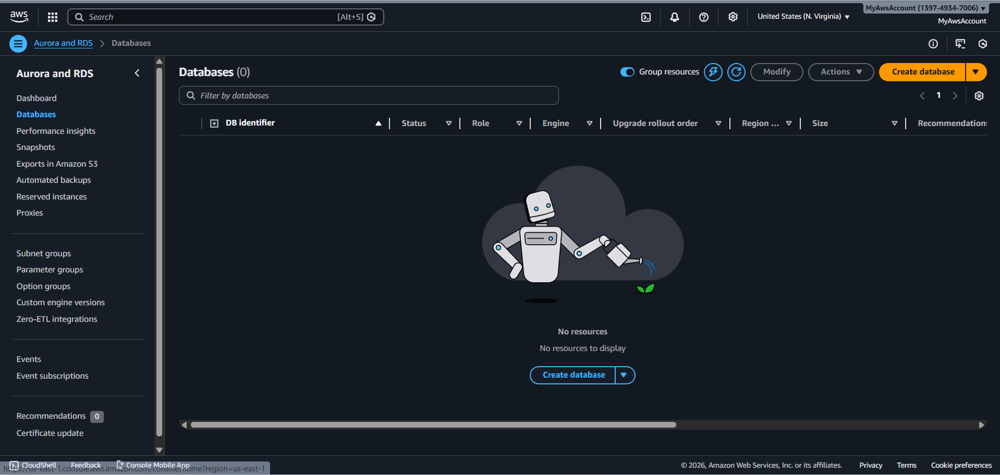 aws
Search [Alt+S]
United States (N. Virginia)
MyAwsAccount (1397-4934-7006)
MyAwsAccount
Aurora and RDS
Databases
Aurora and RDS
Dashboard
Databases
Performance insights
Snapshots
Exports in Amazon S3
Automated backups
Reserved instances
Proxies
Subnet groups
Parameter groups
Option groups
Custom engine versions
Zero-ETL integrations
Events
Event subscriptions
Recommendations 0
Certificate update
Databases (0)
Group resources
Modify
Actions
Create database
Filter by databases
1
DB identifier Status Role Engine Upgrade rollout order Region ... Size Recommendations
No resources
No resources to display
Create database
CloudShell Feedback Console Mobile App
https://us-east-1.console.aws.amazon.com/console/home?region=us-east-1
© 2026, Amazon Web Services, Inc. or its affiliates. Privacy Terms Cookie preferences